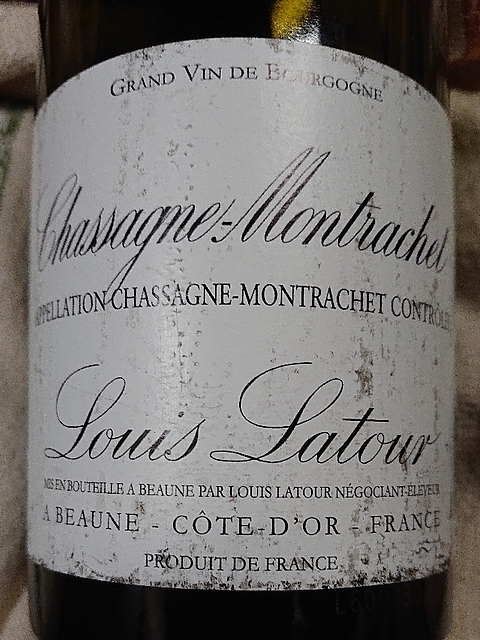 GRAND VIN DE BOURGOGNE
Chassagne-Montrachet
APPELLATION CHASSAGNE-MONTRACHET CONTRÔLÉE
Louis Latour
MIS EN BOUTEILLE A BEAUNE PAR LOUIS LATOUR NÉGOCIANT-ÉLEVEUR
A BEAUNE - CÔTE-D'OR - FRANCE
PRODUIT DE FRANCE